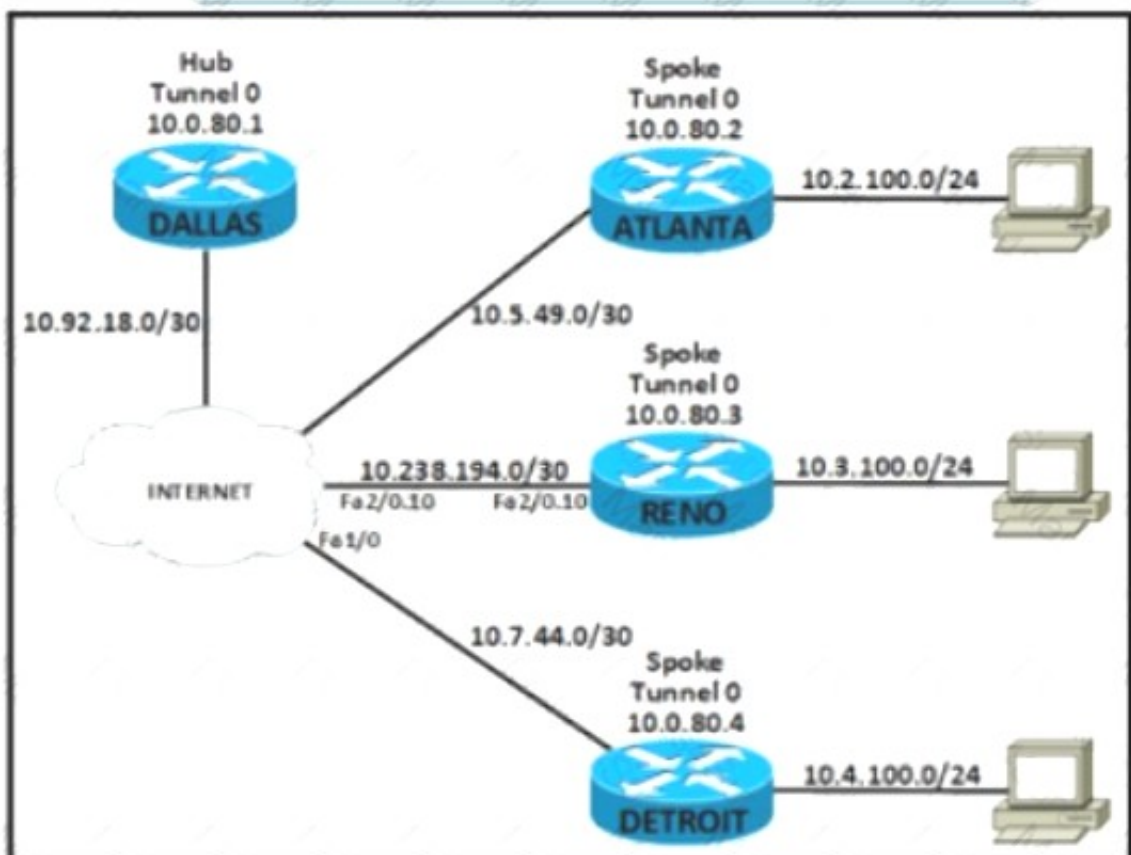 Hub
Tunnel 0
10.0.80.1
DALLAS
10.92.18.0/30
INTERNET
Spoke
Tunnel 0
10.0.80.2
ATLANTA
10.2.100.0/24
10.5.49.0/30
Spoke
Tunnel 0
10.0.80.3
RENO
10.3.100.0/24
10.238.194.0/30
Fa2/0.10
Fa2/0.10
Fa1/0
10.7.44.0/30
Spoke
Tunnel 0
10.0.80.4
DETROIT
10.4.100.0/24